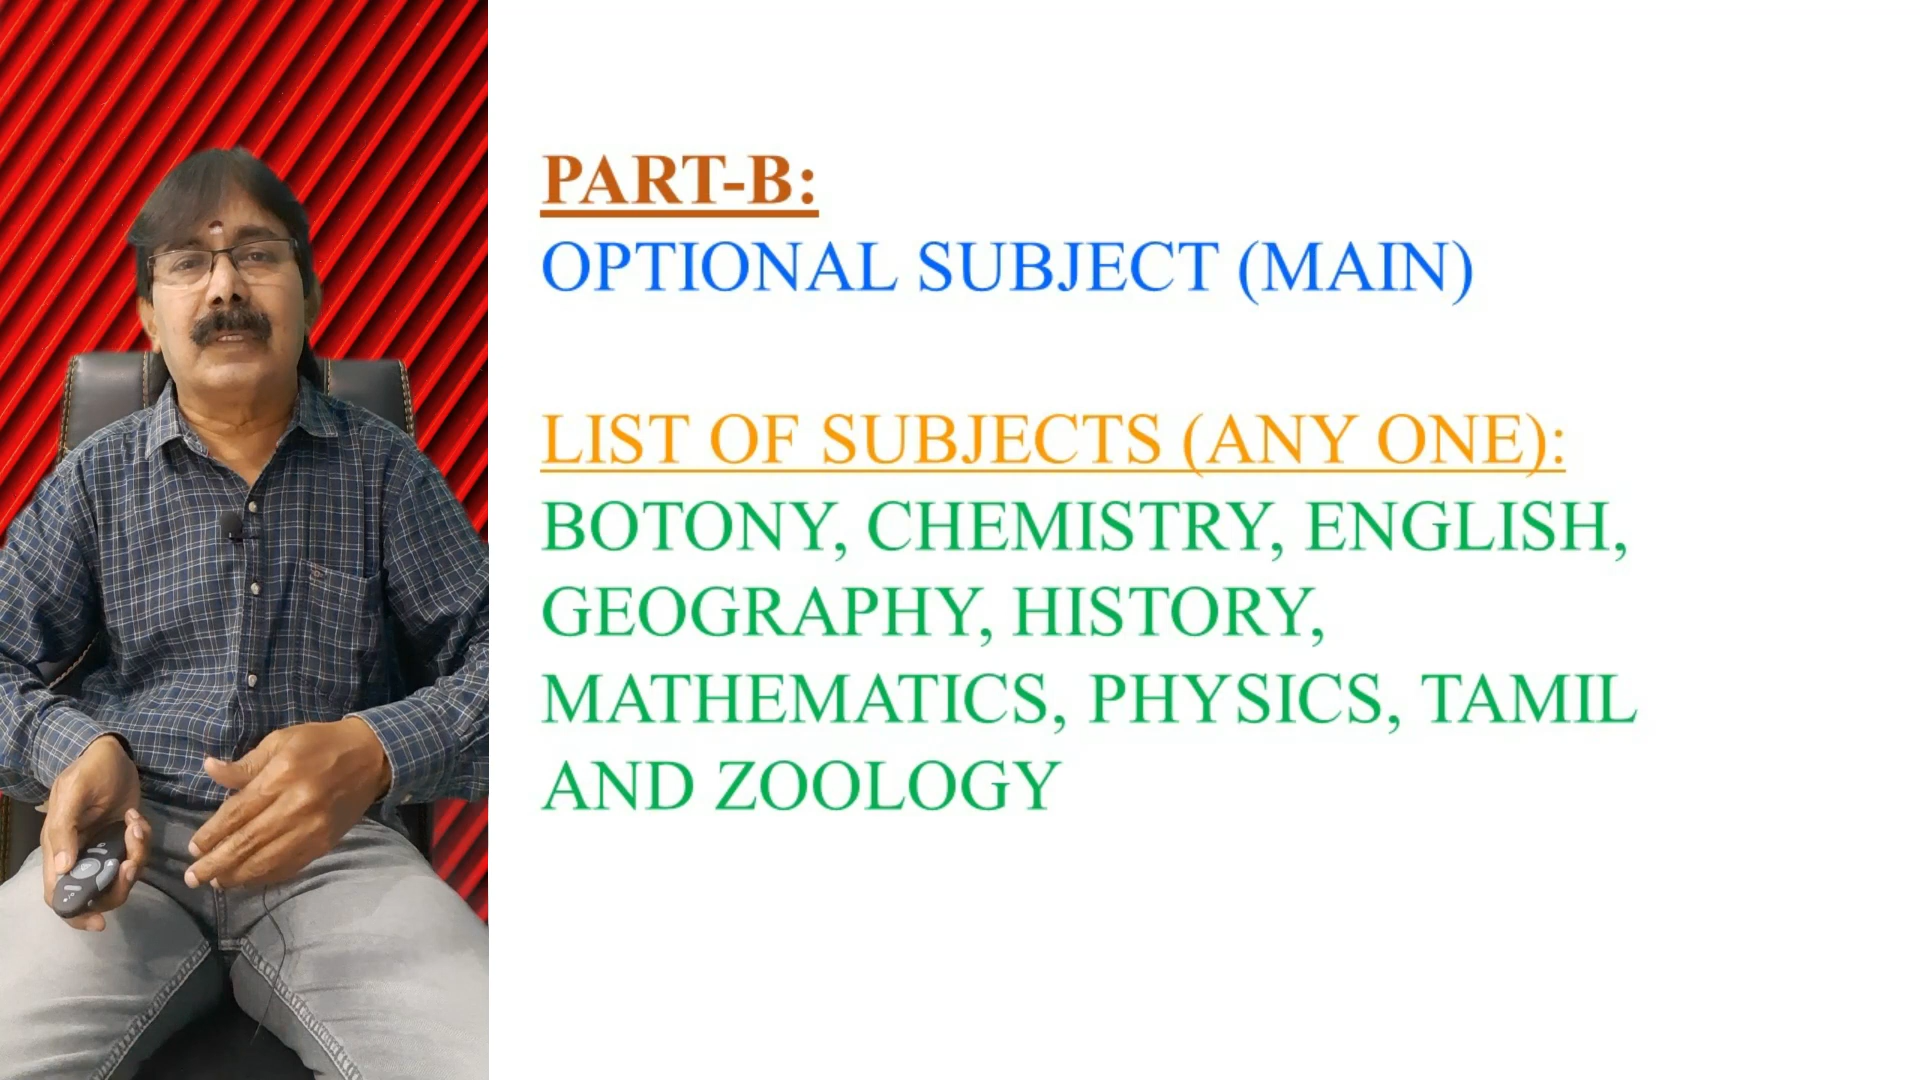 PART-B:
OPTIONAL SUBJECT (MAIN)
LIST OF SUBJECTS (ANY ONE):
BOTONY, CHEMISTRY, ENGLISH,
GEOGRAPHY, HISTORY,
MATHEMATICS, PHYSICS, TAMIL
AND ZOOLOGY